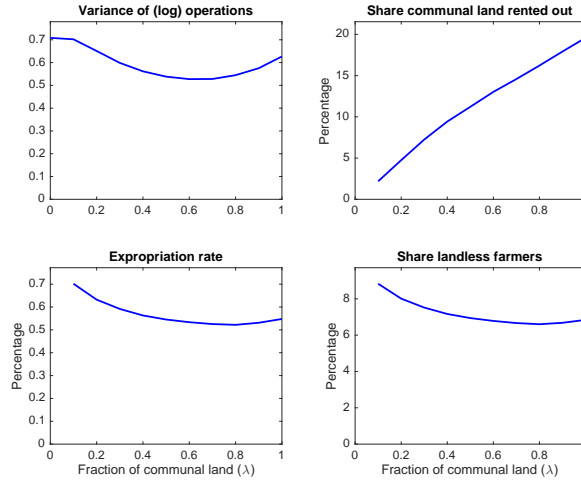 Variance of (log) operations
0.7
0.6
0.5
0.4
0.3
0.2
0.1
0
0 0.2 0.4 0.6 0.8 1
Share communal land rented out
Percentage
20
15
10
5
0
0 0.2 0.4 0.6 0.8
Expropriation rate
Percentage
0.7
0.6
0.5
0.4
0.3
0.2
0.1
0
0 0.2 0.4 0.6 0.8 1
Fraction of communal land (λ)
Share landless farmers
Percentage
8
6
4
2
0
0 0.2 0.4 0.6 0.8
Fraction of communal land (λ)